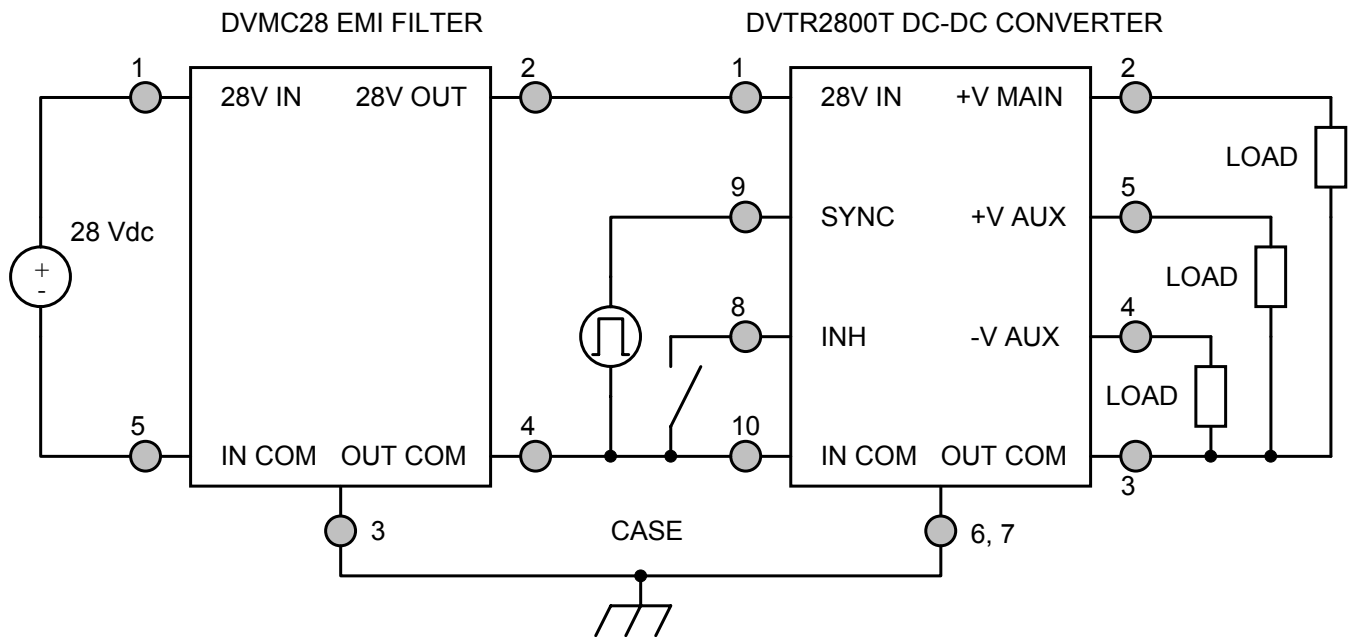 DVMC28 EMI FILTER
DVTR2800T DC-DC CONVERTER
1
2
1
2
28V IN
28V OUT
28V IN
+V MAIN
LOAD
9
5
SYNC
+V AUX
28 Vdc
+
-
LOAD
8
4
INH
-V AUX
LOAD
5
4
10
IN COM
OUT COM
IN COM
OUT COM
3
3
CASE
6, 7